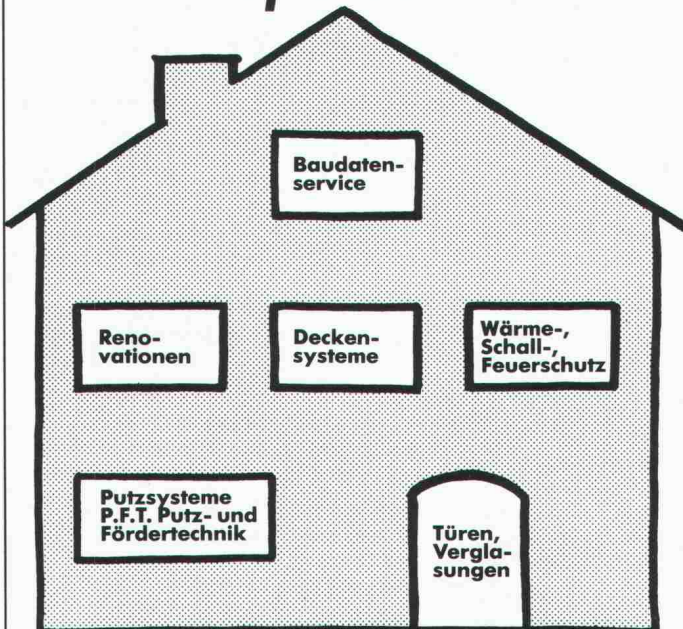 Baudaten-
service
Reno-
vationen
Decken-
systeme
Wärme-,
Schall-,
Feuerschutz
Putzsysteme
P.F.T. Putz- und
Fördertechnik
Türen,
Vergla-
sungen